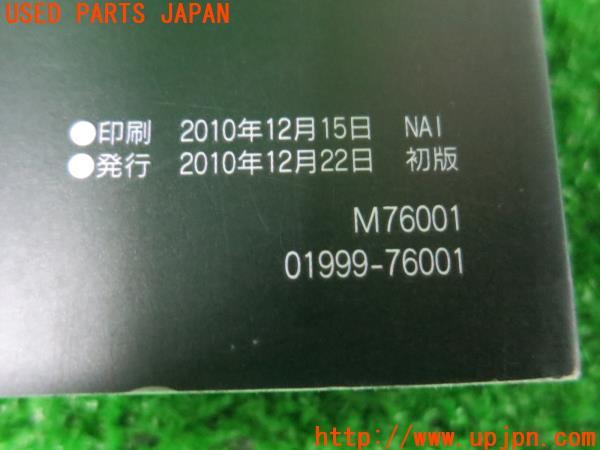 USED PARTS JAPAN
●印刷 2010年12月15日 NAI
●発行 2010年12月22日 初版
M76001
01999-76001
http://www.upjpn.com/